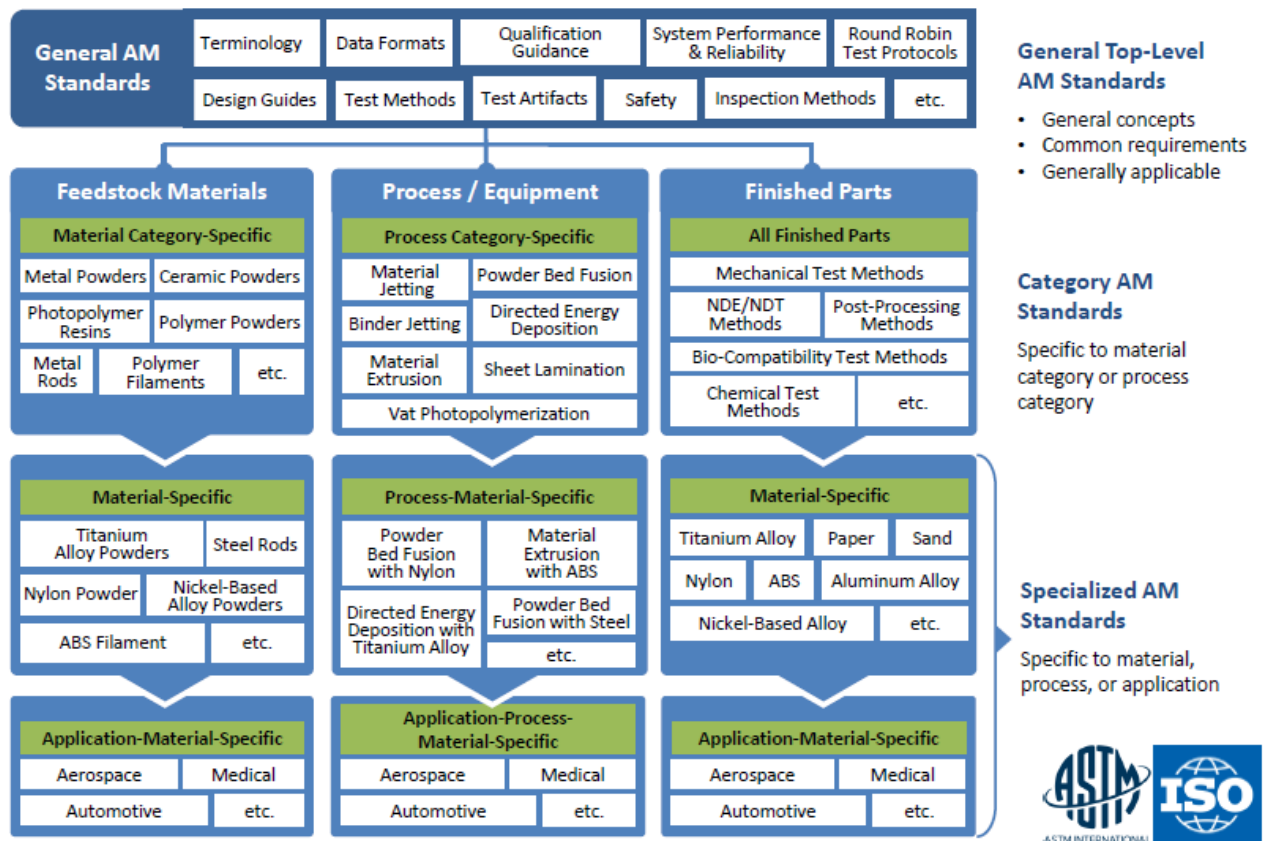 General AM
Standards
Terminology
Data Formats
Qualification
Guidance
System Performance
& Reliability
Round Robin
Test Protocols
Design Guides
Test Methods
Test Artifacts
Safety
Inspection Methods
etc.
General Top-Level
AM Standards
• General concepts
• Common requirements
• Generally applicable
Feedstock Materials
Material Category-Specific
Metal Powders
Ceramic Powders
Photopolymer
Resins
Polymer Powders
Metal
Rods
Polymer
Filaments
etc.
Process / Equipment
Process Category-Specific
Material
Jetting
Powder Bed Fusion
Binder Jetting
Directed Energy
Deposition
Material
Extrusion
Sheet Lamination
Vat Photopolymerization
Finished Parts
All Finished Parts
Mechanical Test Methods
NDE/NDT
Methods
Post-Processing
Methods
Bio-Compatibility Test Methods
Chemical Test
Methods
etc.
Category AM
Standards
Specific to material
category or process
category
Material-Specific
Titanium
Alloy Powders
Steel Rods
Nylon Powder
Nickel-Based
Alloy Powders
ABS Filament
etc.
Process-Material-Specific
Powder
Bed Fusion
with Nylon
Material
Extrusion
with ABS
Directed Energy
Deposition with
Titanium Alloy
Powder Bed
Fusion with Steel
etc.
Material-Specific
Titanium Alloy
Paper
Sand
Nylon
ABS
Aluminum Alloy
Nickel-Based Alloy
etc.
Specialized AM
Standards
Specific to material,
process, or application
Application-Material-Specific
Aerospace
Medical
Automotive
etc.
Application-Process-
Material-Specific
Aerospace
Medical
Automotive
etc.
Application-Material-Specific
Aerospace
Medical
Automotive
etc.
ASTM
ASTM INTERNATIONAL
ISO